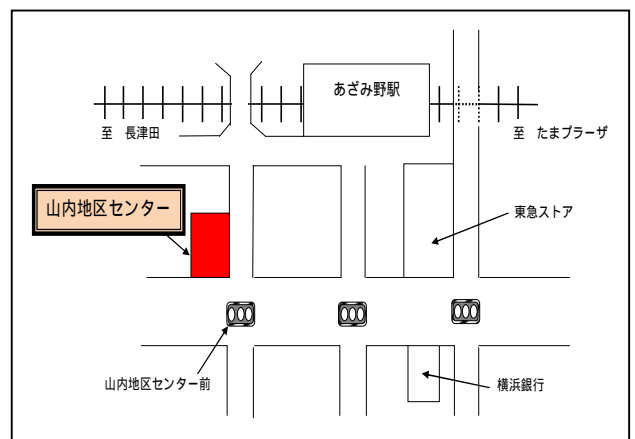 あざみ野駅
至 長津田
至 たまプラーザ
山内地区センター
東急ストア
山内地区センター前
横浜銀行